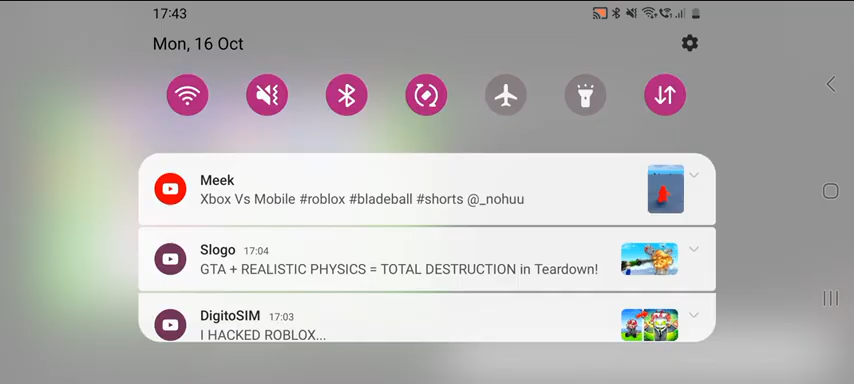 17:43
Mon, 16 Oct
Meek
Xbox Vs Mobile #roblox #bladeball #shorts @_nohuu
Slogo 17:04
GTA + REALISTIC PHYSICS = TOTAL DESTRUCTION in Teardown!
DigitoSIM 17:03
I HACKED ROBLOX...